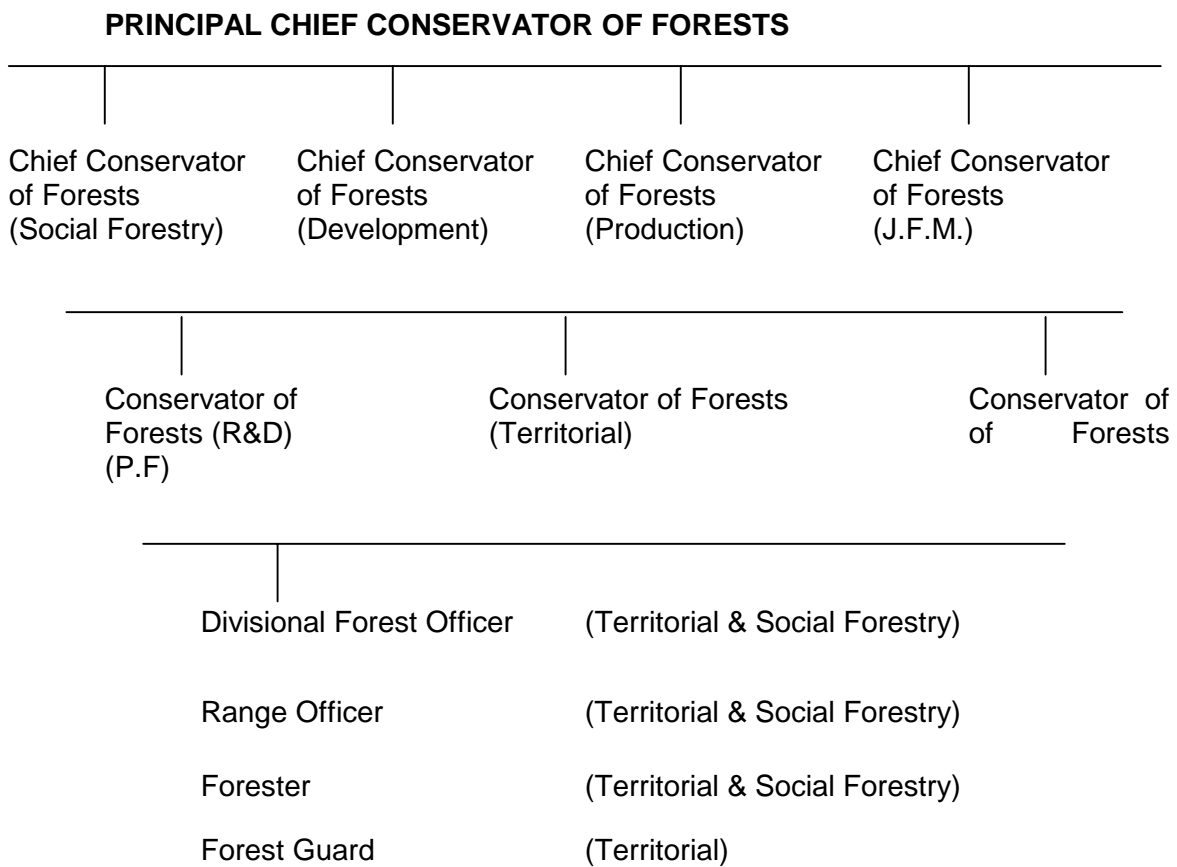 PRINCIPAL CHIEF CONSERVATOR OF FORESTS
Chief Conservator
of Forests
(Social Forestry)
Chief Conservator
of Forests
(Development)
Chief Conservator
of Forests
(Production)
Chief Conservator
of Forests
(J.F.M.)
Conservator of
Forests (R&D)
(P.F)
Conservator of Forests
(Territorial)
Conservator of
of Forests
Divisional Forest Officer (Territorial & Social Forestry)
Range Officer (Territorial & Social Forestry)
Forester (Territorial & Social Forestry)
Forest Guard (Territorial)